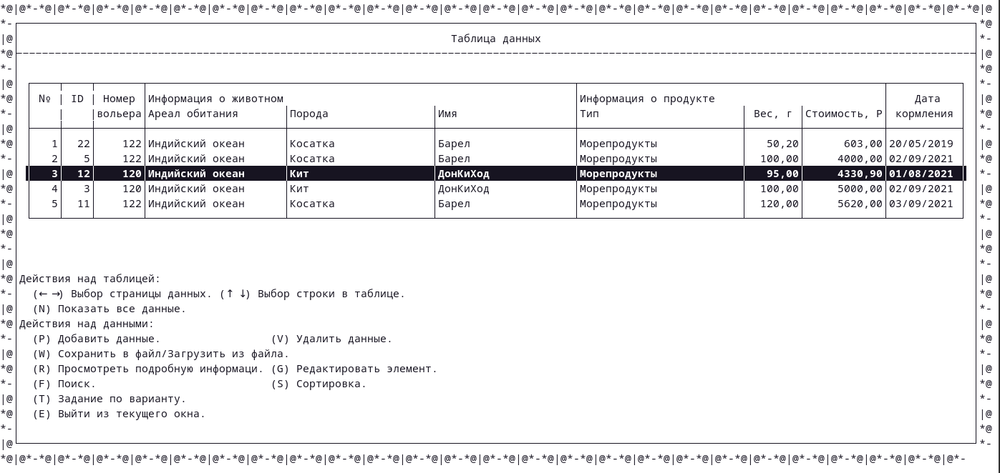 *@|@*-*@|@*-*@|@*-*@|@*-*@|@*-*@|@*-*@|@*-*@|@*-*@|@*-*@|@*-*@|@*-*@|@*-*@|@*-*@|@*-*@|@*-*@|@*-*@|@*-*@|@*-*@|@*-*@|@*-*@|@*-*@|@*-*@|@*-*@|@*-*@|@*-*@|@
Таблица данных
№ | ID | Номер Информация о животном Информация о продукте Дата
| |вольера Ареал обитания Порода Имя Тип Вес, г Стоимость, Р кормления
1 22 122 Индийский океан Косатка Барел Морепродукты 50,20 603,00 20/05/2019
2 5 122 Индийский океан Косатка Барел Морепродукты 100,00 4000,00 02/09/2021
3 12 120 Индийский океан Кит ДонКиХод Морепродукты 95,00 4330,90 01/08/2021
4 3 120 Индийский океан Кит ДонКиХод Морепродукты 100,00 5000,00 02/09/2021
5 11 122 Индийский океан Косатка Барел Морепродукты 120,00 5620,00 03/09/2021
Действия над таблицей:
(← →) Выбор страницы данных. (↑ ↓) Выбор строки в таблице.
(N) Показать все данные.
Действия над данными:
(P) Добавить данные. (V) Удалить данные.
(W) Сохранить в файл/Загрузить из файла.
(R) Просмотреть подробную информаци. (G) Редактировать элемент.
(F) Поиск. (S) Сортировка.
(T) Задание по варианту.
(E) Выйти из текущего окна.
*@|@*-*@|@*-*@|@*-*@|@*-*@|@*-*@|@*-*@|@*-*@|@*-*@|@*-*@|@*-*@|@*-*@|@*-*@|@*-*@|@*-*@|@*-*@|@*-*@|@*-*@|@*-*@|@*-*@|@*-*@|@*-*@|@*-*@|@*-*@|@*-*@|@*-